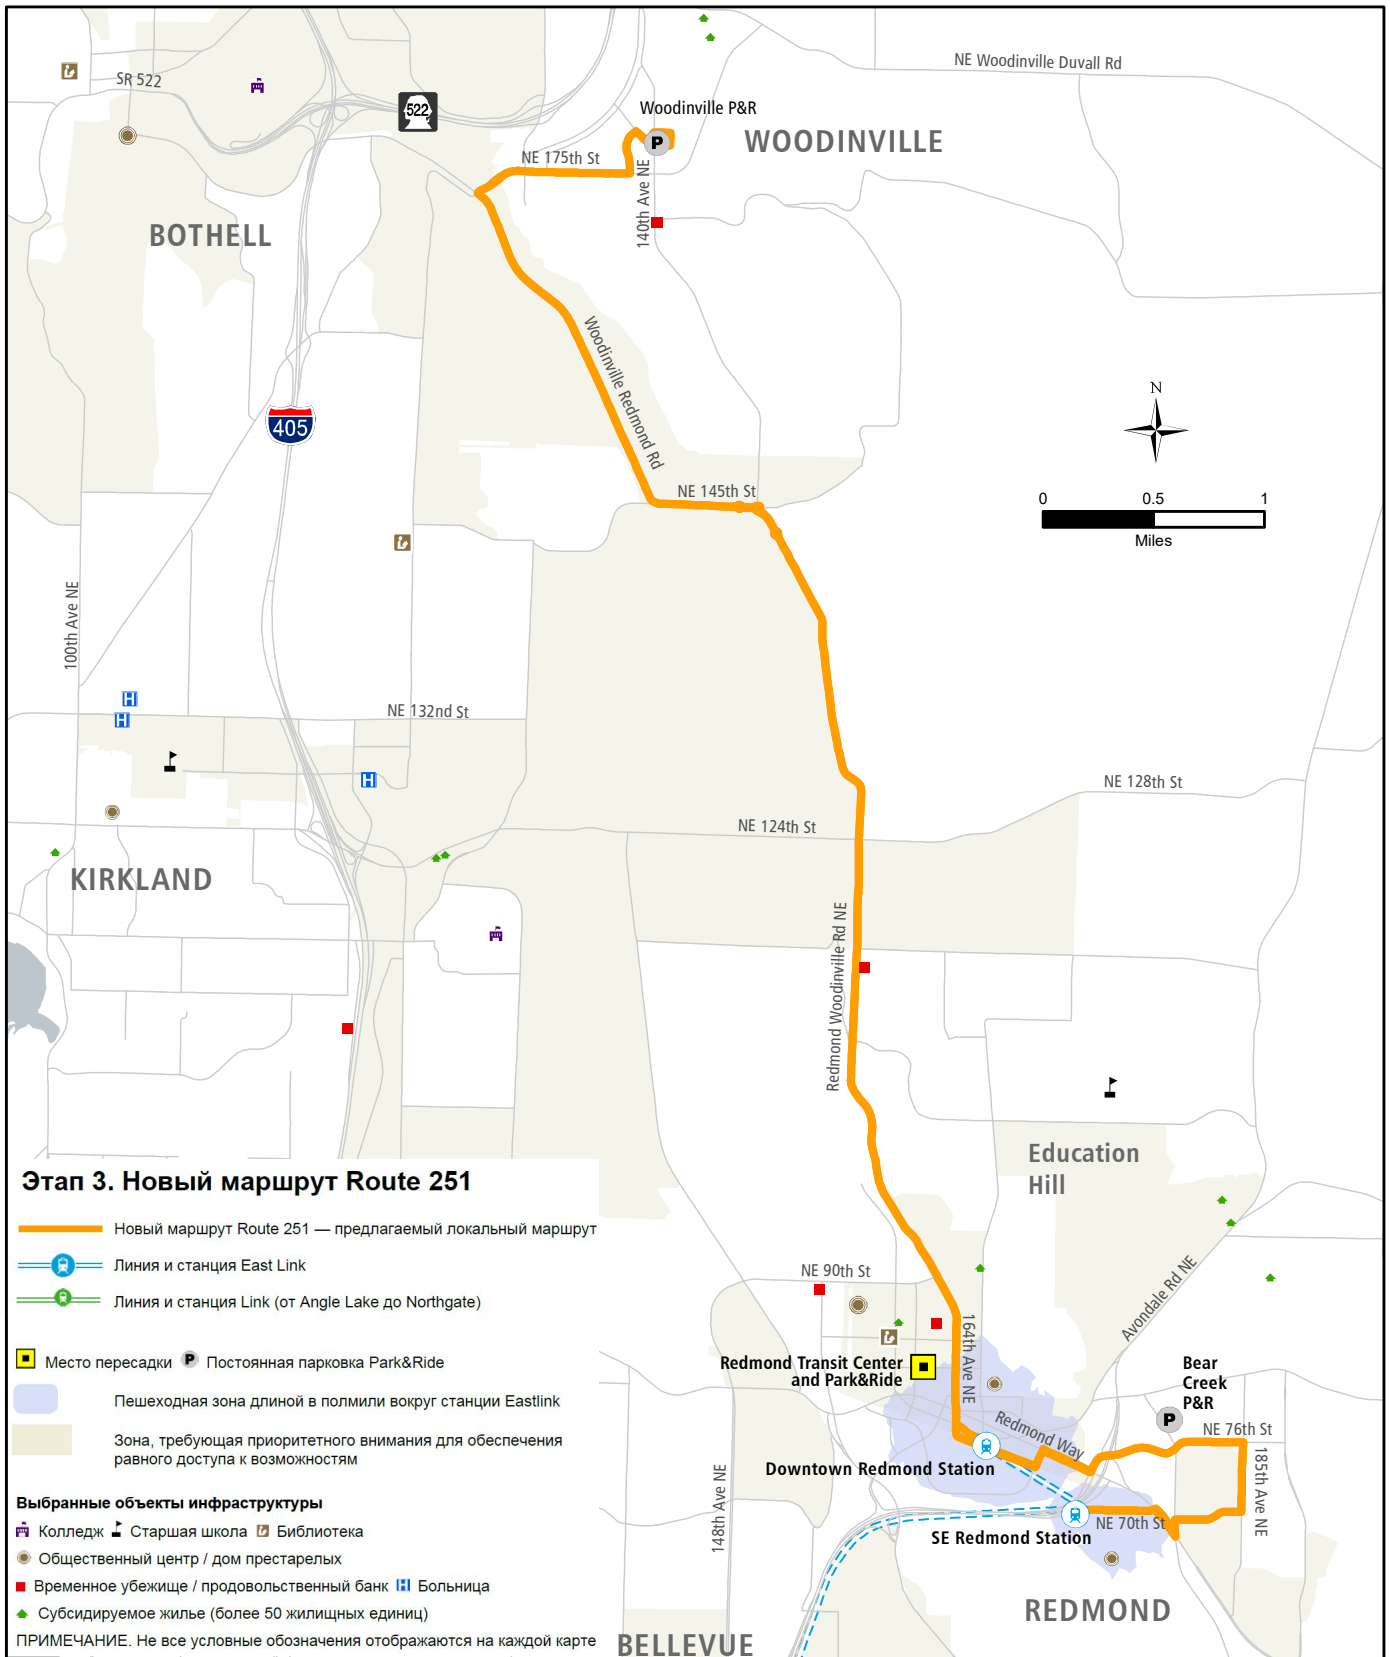 NE Woodinville Duvall Rd
SR 522
522
Woodinville P&R
P
WOODINVILLE
NE 175th St
140th Ave NE
BOTHELL
Woodinville Redmond Rd
405
N
NE 145th St
0 0.5 1
Miles
100th Ave NE
H
H
NE 132nd St
H
NE 128th St
NE 124th St
KIRKLAND
Redmond Woodinville Rd NE
Education
Hill
Avondale Rd NE
NE 90th St
164th Ave NE
Redmond Transit Center
and Park&Ride
Bear
Creek
P&R
P
Redmond Way
NE 76th St
185th Ave NE
Downtown Redmond Station
148th Ave NE
NE 70th St
SE Redmond Station
REDMOND
BELLEVUE
Этап 3. Новый маршрут Route 251
Новый маршрут Route 251 — предлагаемый локальный маршрут
Линия и станция East Link
Линия и станция Link (от Angle Lake до Northgate)
Место пересадки P Постоянная парковка Park&Ride
Пешеходная зона длиной в полмили вокруг станции Eastlink
Зона, требующая приоритетного внимания для обеспечения
равного доступа к возможностям
Выбранные объекты инфраструктуры
Колледж Старшая школа Библиотека
Общественный центр / дом престарелых
Временное убежище / продовольственный банк H Больница
Субсидируемое жилье (более 50 жилищных единиц)
ПРИМЕЧАНИЕ. Не все условные обозначения отображаются на каждой карте